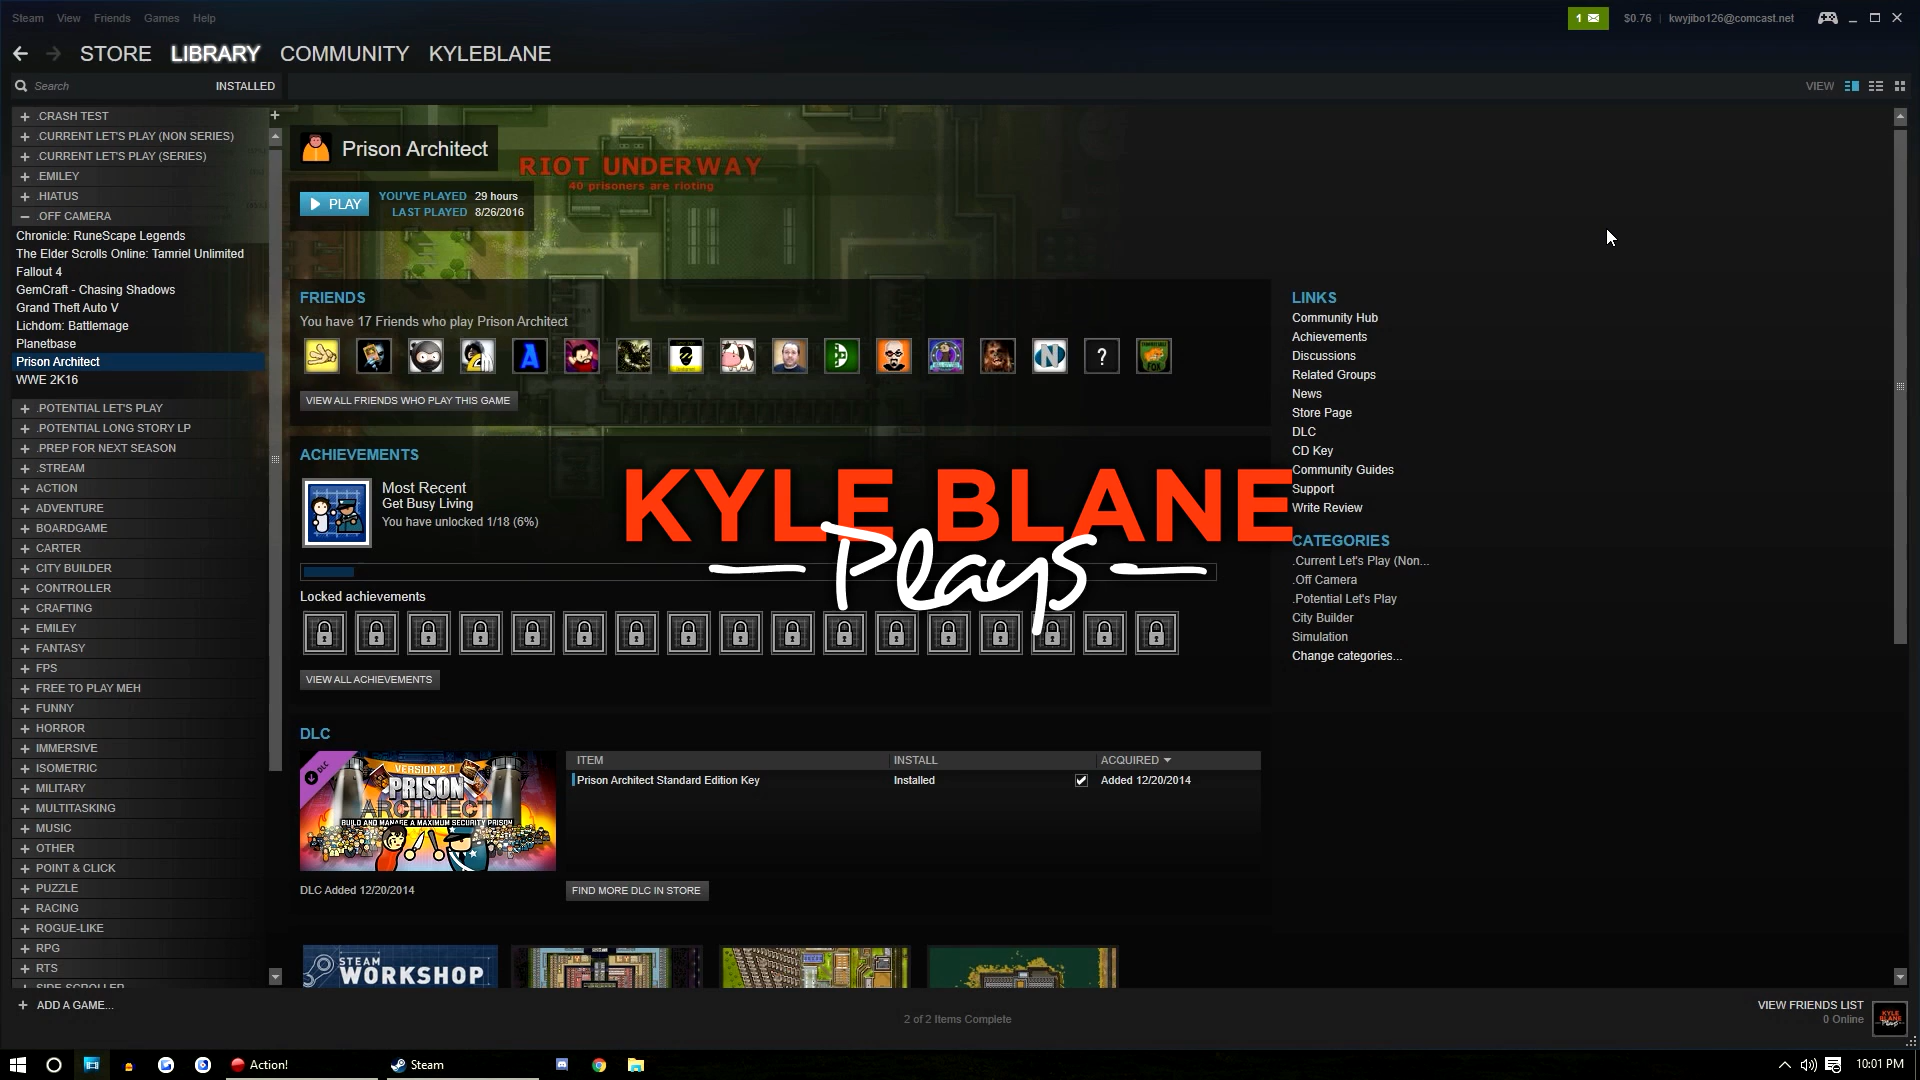 Steam View Friends Games Help
1 $0.76 | kwyjibo126@comcast.net
STORE LIBRARY COMMUNITY KYLEBLANE
Search INSTALLED VIEW
+ .CRASH TEST
+ .CURRENT LET'S PLAY (NON SERIES)
+ .CURRENT LET'S PLAY (SERIES)
+ .EMILEY
+ .HIATUS
− .OFF CAMERA
Chronicle: RuneScape Legends
The Elder Scrolls Online: Tamriel Unlimited
Fallout 4
GemCraft - Chasing Shadows
Grand Theft Auto V
Lichdom: Battlemage
Planetbase
Prison Architect
WWE 2K16
+ .POTENTIAL LET'S PLAY
+ .POTENTIAL LONG STORY LP
+ .PREP FOR NEXT SEASON
+ .STREAM
+ ACTION
+ ADVENTURE
+ BOARDGAME
+ CARTER
+ CITY BUILDER
+ CONTROLLER
+ CRAFTING
+ EMILEY
+ FANTASY
+ FPS
+ FREE TO PLAY MEH
+ FUNNY
+ HORROR
+ IMMERSIVE
+ ISOMETRIC
+ MILITARY
+ MULTITASKING
+ MUSIC
+ OTHER
+ POINT & CLICK
+ PUZZLE
+ RACING
+ ROGUE-LIKE
+ RPG
+ RTS
+ SIDE SCROLLER
+ ADD A GAME...
Prison Architect
RIOT UNDERWAY
40 prisoners are rioting
PLAY
YOU'VE PLAYED 29 hours
LAST PLAYED 8/26/2016
FRIENDS
You have 17 Friends who play Prison Architect
A
N
?
VIEW ALL FRIENDS WHO PLAY THIS GAME
ACHIEVEMENTS
Most Recent
Get Busy Living
You have unlocked 1/18 (6%)
KYLE BLANE
Plays
Locked achievements
VIEW ALL ACHIEVEMENTS
DLC
DLC
VERSION 2.0
PRISON
ARCHITECT
BUILD AND MANAGE A MAXIMUM SECURITY PRISON
DLC Added 12/20/2014
ITEM INSTALL ACQUIRED
Prison Architect Standard Edition Key Installed Added 12/20/2014
FIND MORE DLC IN STORE
STEAM
WORKSHOP
LINKS
Community Hub
Achievements
Discussions
Related Groups
News
Store Page
DLC
CD Key
Community Guides
Support
Write Review
CATEGORIES
.Current Let's Play (Non...
.Off Camera
.Potential Let's Play
City Builder
Simulation
Change categories...
2 of 2 Items Complete
VIEW FRIENDS LIST
0 Online
KYLE
BLANE
Plays
Action! Steam 10:01 PM